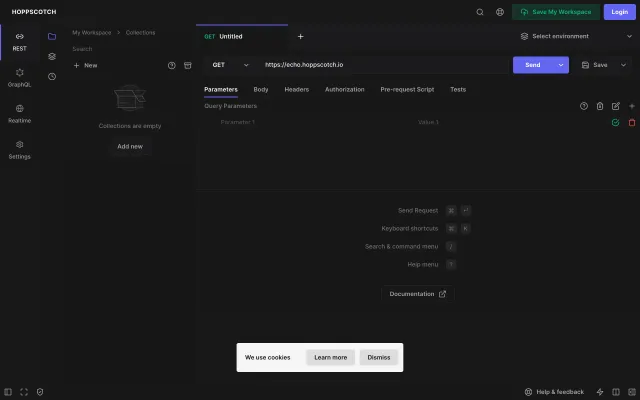 HOPPSCOTCH
Save My Workspace
Login
REST
GraphQL
Realtime
Settings
My Workspace > Collections
Search
New
Collections are empty
Add new
GET Untitled
Select environment
GET
https://echo.hoppscotch.io
Send
Save
Parameters Body Headers Authorization Pre-request Script Tests
Query Parameters
Parameter 1 Value 1
Send Request ⌘ ↵
Keyboard shortcuts ⌘ K
Search & command menu /
Help menu ?
Documentation
We use cookies Learn more Dismiss
Help & feedback